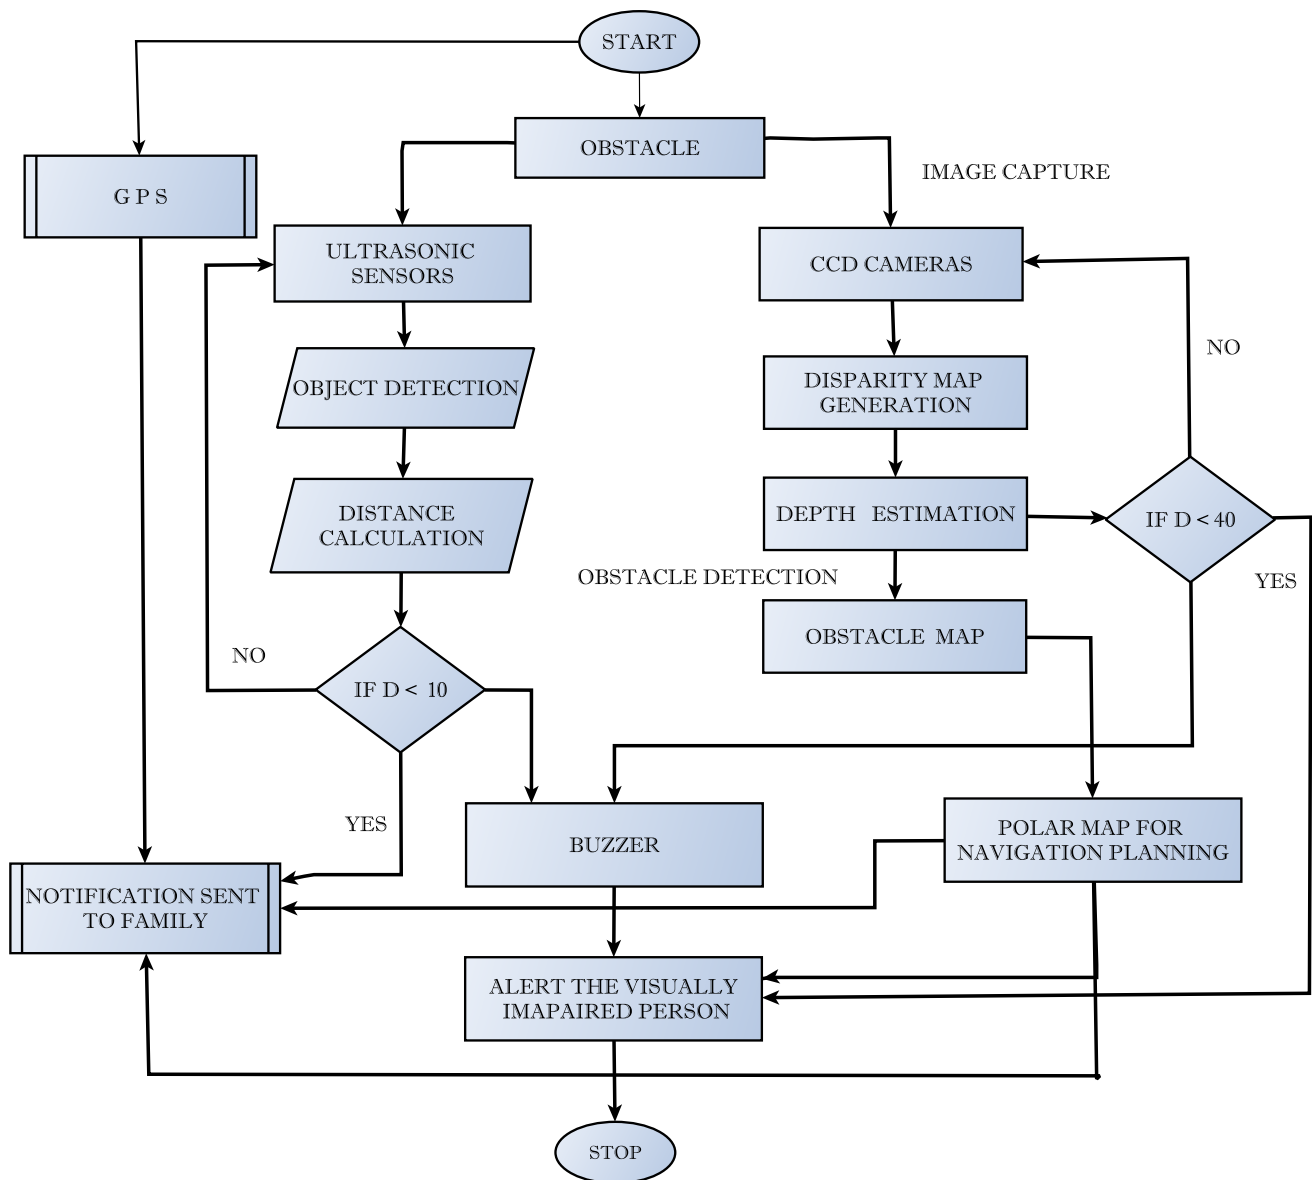 START
OBSTACLE
IMAGE CAPTURE
G P S
ULTRASONIC
SENSORS
CCD CAMERAS
NO
OBJECT DETECTION
DISPARITY MAP
GENERATION
DISTANCE
CALCULATION
DEPTH ESTIMATION
IF D < 40
OBSTACLE DETECTION
YES
OBSTACLE MAP
NO
IF D < 10
YES
BUZZER
POLAR MAP FOR
NAVIGATION PLANNING
NOTIFICATION SENT
TO FAMILY
ALERT THE VISUALLY
IMAPAIRED PERSON
STOP